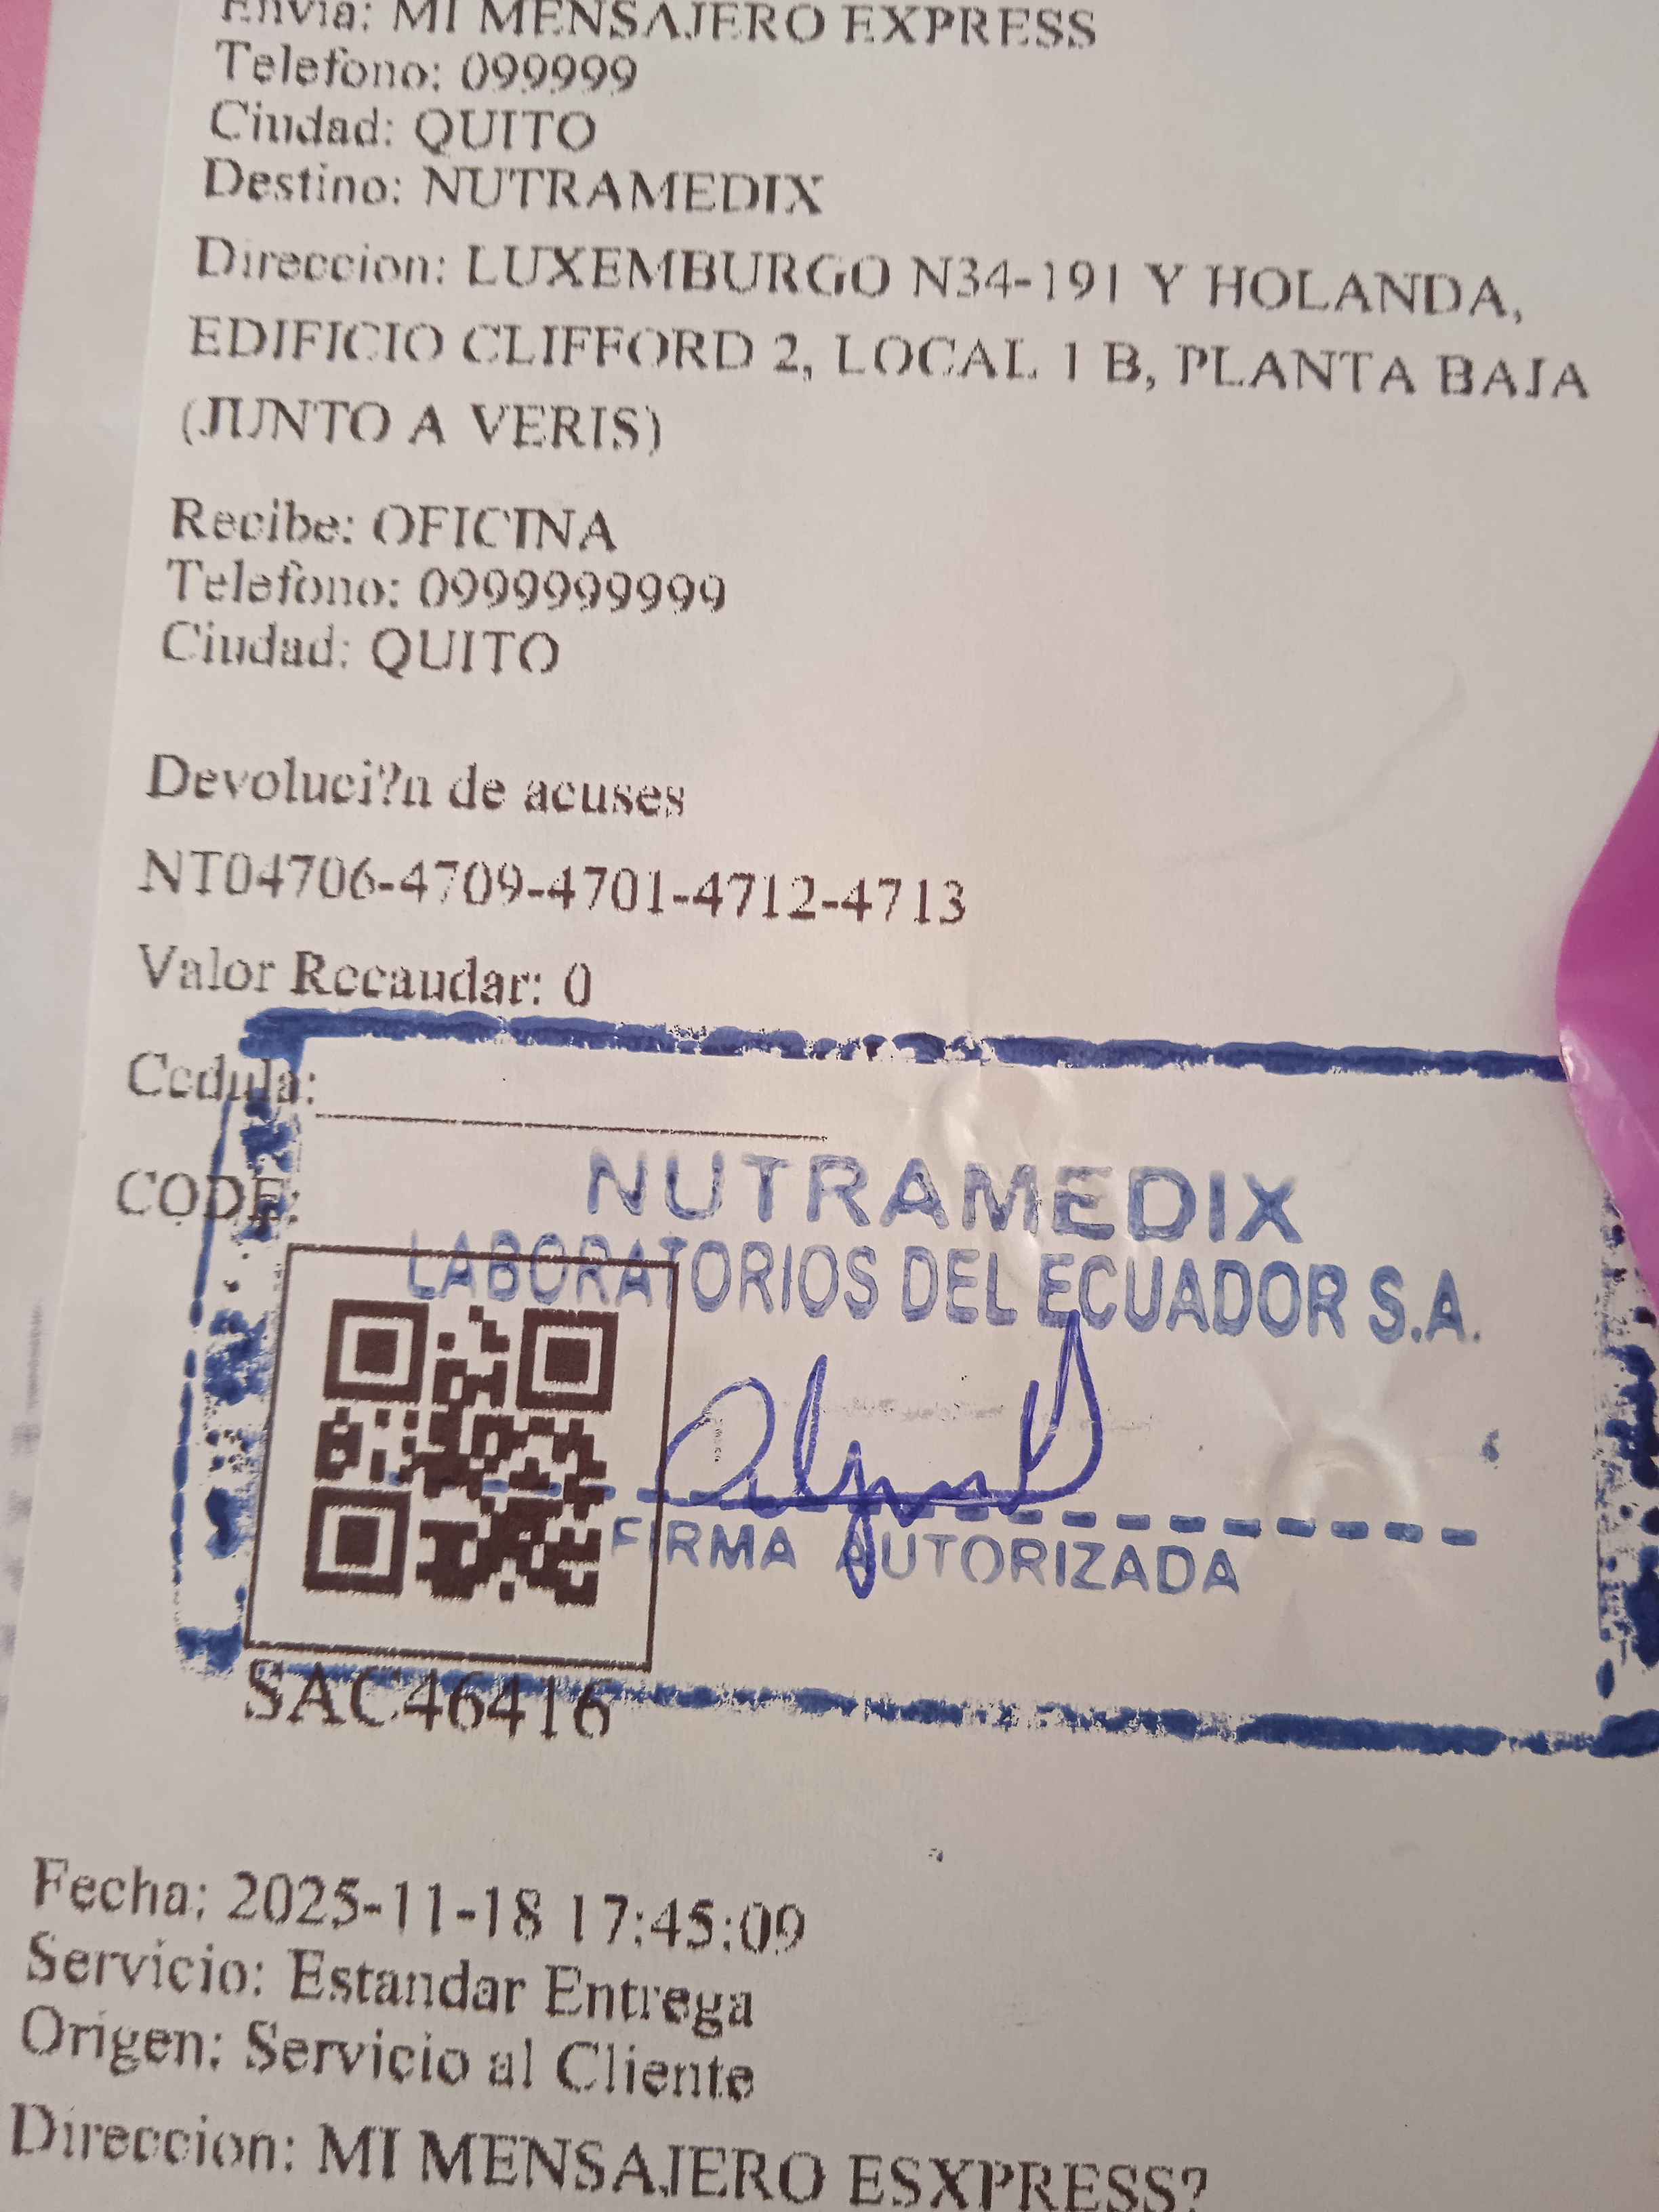 Envia: MI MENSAJERO EXPRESS
Telefono: 099999
Ciudad: QUITO
Destino: NUTRAMEDIX
Direccion: LUXEMBURGO N34-191 Y HOLANDA,
EDIFICIO CLIFFORD 2, LOCAL 1 B, PLANTA BAJA
(JUNTO A VERIS)
Recibe: OFICINA
Telefono: 0999999999
Ciudad: QUITO
Devoluci?n de acuses
NT04706-4709-4701-4712-4713
Valor Recaudar: 0
Cedula:
CODE:
NUTRAMEDIX
LABORATORIOS DEL ECUADOR S.A.
FIRMA AUTORIZADA
SAC46416
Fecha: 2025-11-18 17:45:09
Servicio: Estandar Entrega
Origen: Servicio al Cliente
Direccion: MI MENSAJERO ESXPRESS?